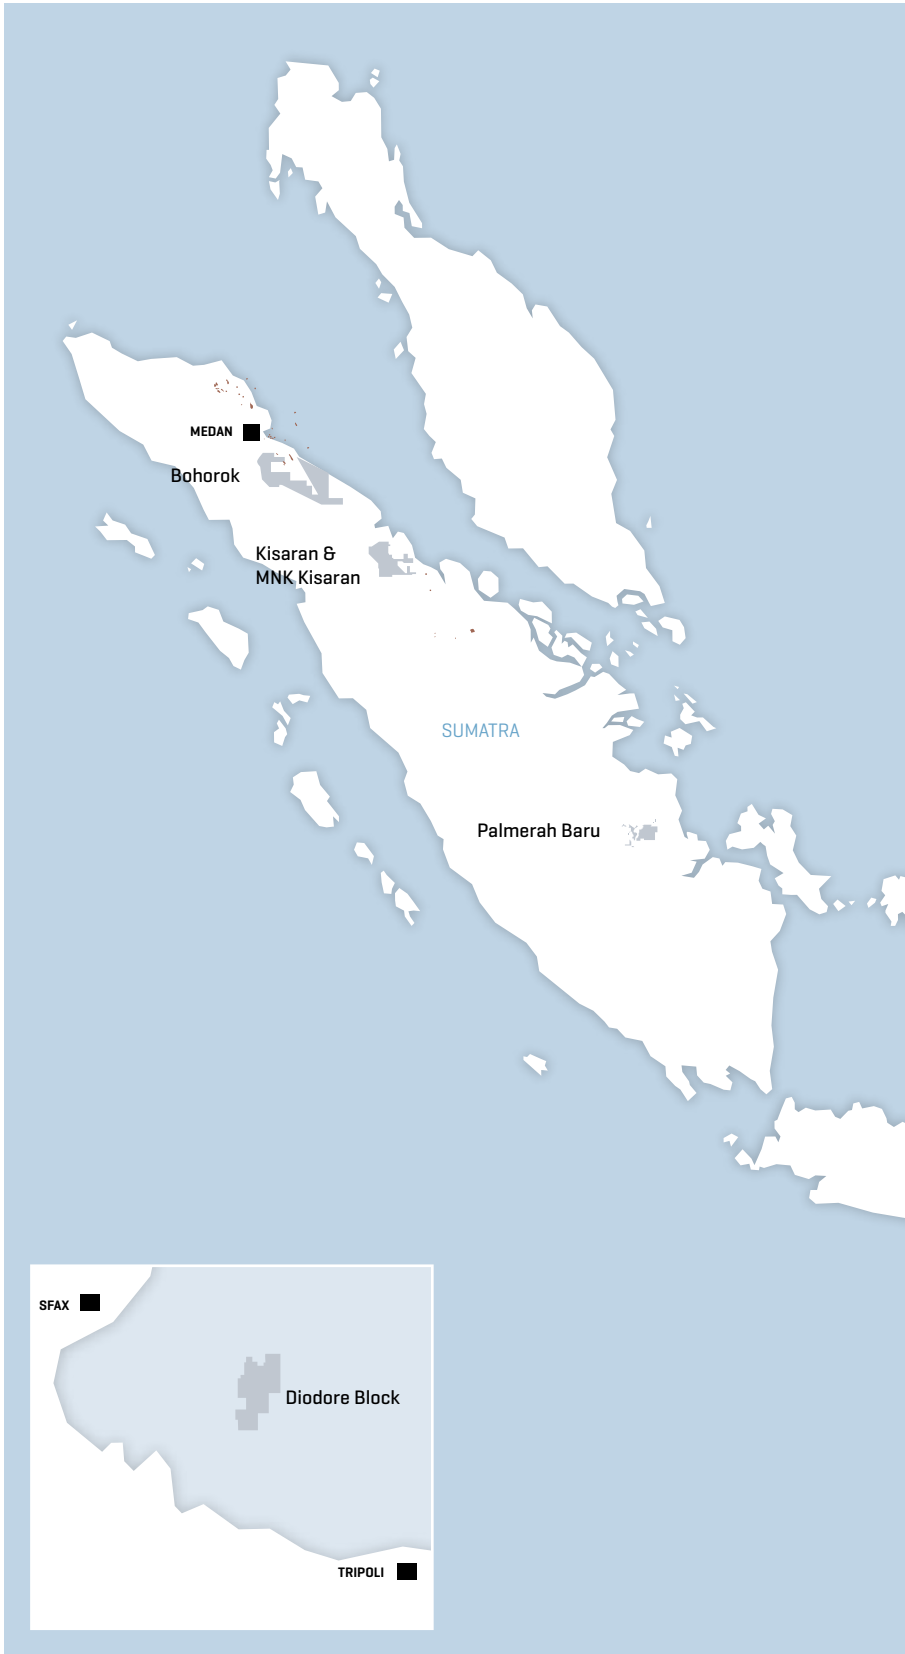 MEDAN
Bohorok
Kisaran &
MNK Kisaran
SUMATRA
Palmerah Baru
SFAX
Diodore Block
TRIPOLI